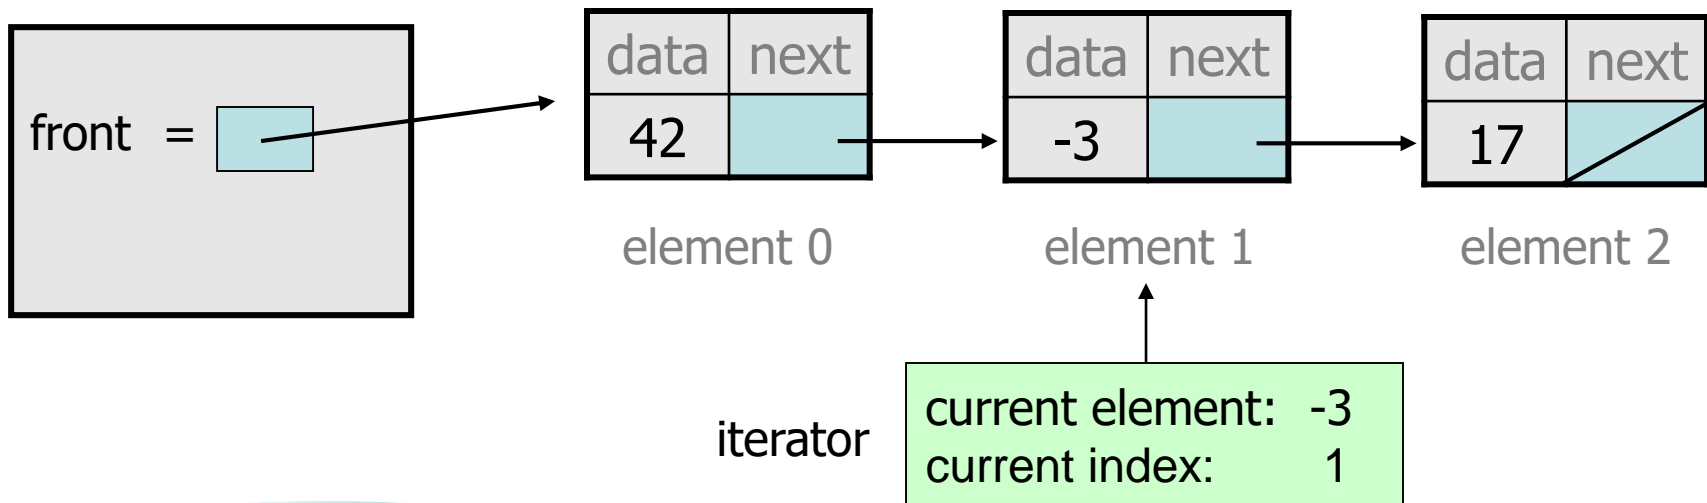 front =
data next
42
element 0
data next
-3
element 1
data next
17
element 2
iterator
current element: -3
current index: 1